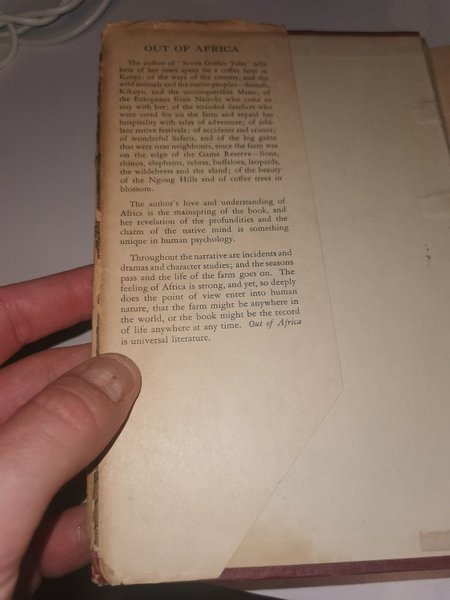 OUT OF AFRICA
The author of "Seven Gothic Tales" tells
here of her years spent on a coffee farm in
Kenya: of the ways of the country, and the
wild animals and the native peoples—Somali,
Kikuyu, and the unconquerable Masai; of
the Europeans from Nairobi who came to
stay with her; of the stranded derelicts who
were cared for on the farm and repaid her
hospitality with tales of adventure; of jubi-
lant native festivals; of accidents and crimes;
of wonderful Safaris, and of the big game
that were near neighbours, since the farm was
on the edge of the Game Reserve—lions,
rhinos, elephants, zebras, buffaloes, leopards,
the wildebeest and the eland; of the beauty
of the Ngong Hills and of coffee trees in
blossom.
The author's love and understanding of
Africa is the mainspring of the book, and
her revelation of the profundities and the
charm of the native mind is something
unique in human psychology.
Throughout the narrative are incidents and
dramas and character studies; and the seasons
pass and the life of the farm goes on. The
feeling of Africa is strong, and yet, so deeply
does the point of view enter into human
nature, that the farm might be anywhere in
the world, or the book might be the record
of life anywhere at any time. Out of Africa
is universal literature.